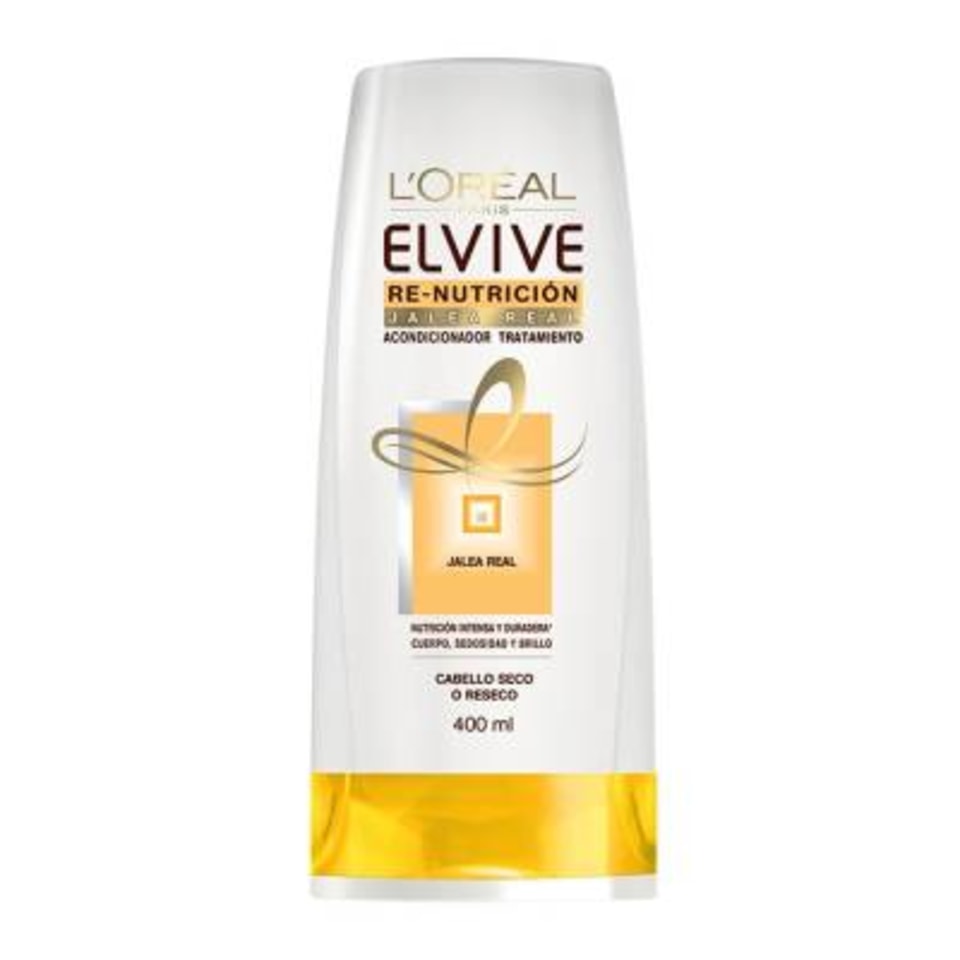 L'ORÉAL
PARIS
ELVIVE
RE-NUTRICIÓN
JALEA REAL
ACONDICIONADOR TRATAMIENTO
JALEA REAL
NUTRICIÓN INTENSA Y DURADERA*
CUERPO, SEDOSIDAD Y BRILLO
CABELLO SECO
O RESECO
400 ml